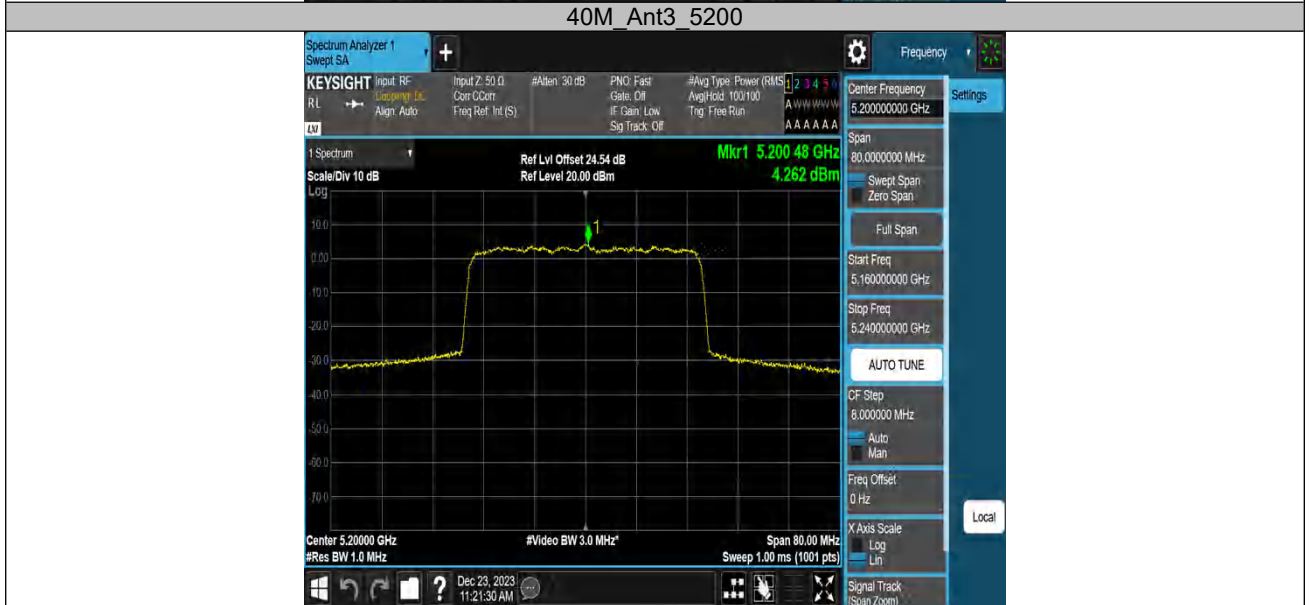 40M_Ant3_5200
Spectrum Analyzer 1
Swept SA
+
Frequency
KEYSIGHT
Input: RF
Coupling: DC
Align: Auto
RL
LXI
Input Z: 50 Ω
Corr CCorr
Freq Ref: Int (S)
#Atten: 30 dB
PNO: Fast
Gate: Off
IF Gain: Low
Sig Track: Off
#Avg Type: Power (RMS
Avg|Hold: 100/100
Trig: Free Run
1 2 3 4 5 6
A W W W W W
A A A A A A
1 Spectrum
Scale/Div 10 dB
Log
Ref Lvl Offset 24.54 dB
Ref Level 20.00 dBm
Mkr1 5.200 48 GHz
4.262 dBm
1
10.0
0.00
-10.0
-20.0
-30.0
-40.0
-50.0
-60.0
-70.0
Center 5.20000 GHz
#Res BW 1.0 MHz
#Video BW 3.0 MHz*
Span 80.00 MHz
Sweep 1.00 ms (1001 pts)
?
Dec 23, 2023
11:21:30 AM
Center Frequency
5.200000000 GHz
Settings
Span
80.0000000 MHz
Swept Span
Zero Span
Full Span
Start Freq
5.160000000 GHz
Stop Freq
5.240000000 GHz
AUTO TUNE
CF Step
8.000000 MHz
Auto
Man
Freq Offset
0 Hz
X Axis Scale
Log
Lin
Local
Signal Track
(Span Zoom)